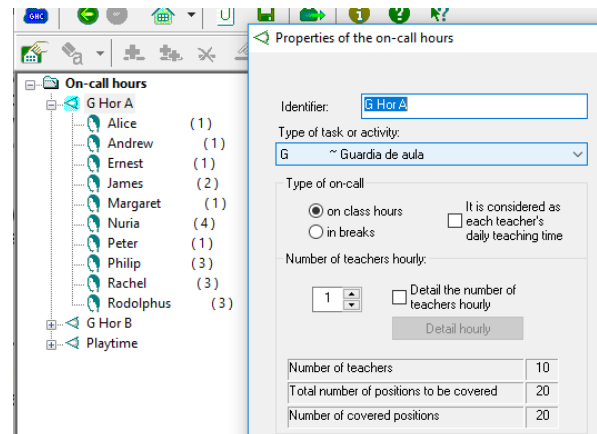 GHC
U
i
?
?
a
On-call hours
G Hor A
Alice (1)
Andrew (1)
Ernest (1)
James (2)
Margaret (1)
Nuria (4)
Peter (1)
Philip (3)
Rachel (3)
Rodolphus (3)
G Hor B
Playtime
Properties of the on-call hours
Identifier: G Hor A
Type of task or activity:
G ~ Guardia de aula
Type of on-call
on class hours
in breaks
It is considered as
each teacher's
daily teaching time
Number of teachers hourly:
1
Detail the number of
teachers hourly
Detail hourly
Number of teachers 10
Total number of positions to be covered 20
Number of covered positions 20